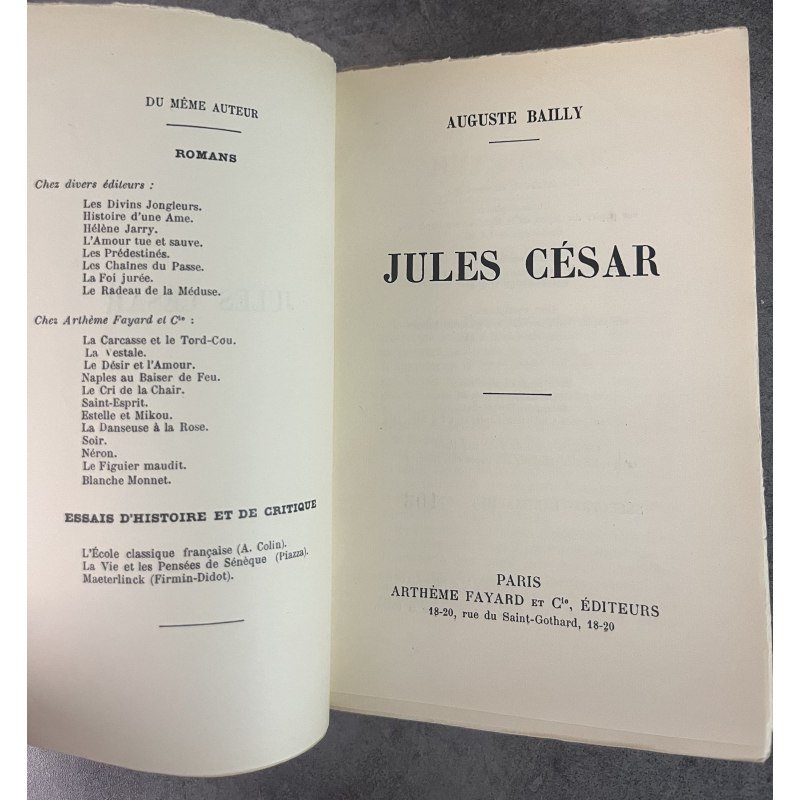 DU MÊME AUTEUR
ROMANS
Chez divers éditeurs :
Les Divins Jongleurs.
Histoire d'une Ame.
Hélène Jarry.
L'Amour tue et sauve.
Les Prédestinés.
Les Chaînes du Passe.
La Foi jurée.
Le Radeau de la Méduse.
Chez Arthème Fayard et Cie :
La Carcasse et le Tord-Cou.
La Vestale.
Le Désir et l'Amour.
Naples au Baiser de Feu.
Le Cri de la Chair.
Saint-Esprit.
Estelle et Mikou.
La Danseuse à la Rose.
Soir.
Néron.
Le Figuier maudit.
Blanche Monnet.
ESSAIS D'HISTOIRE ET DE CRITIQUE
L'École classique française (A. Colin).
La Vie et les Pensées de Sénèque (Piazza).
Maeterlinck (Firmin-Didot).
AUGUSTE BAILLY
JULES CÉSAR
PARIS
ARTHÈME FAYARD ET Cie, ÉDITEURS
18-20, rue du Saint-Gothard, 18-20